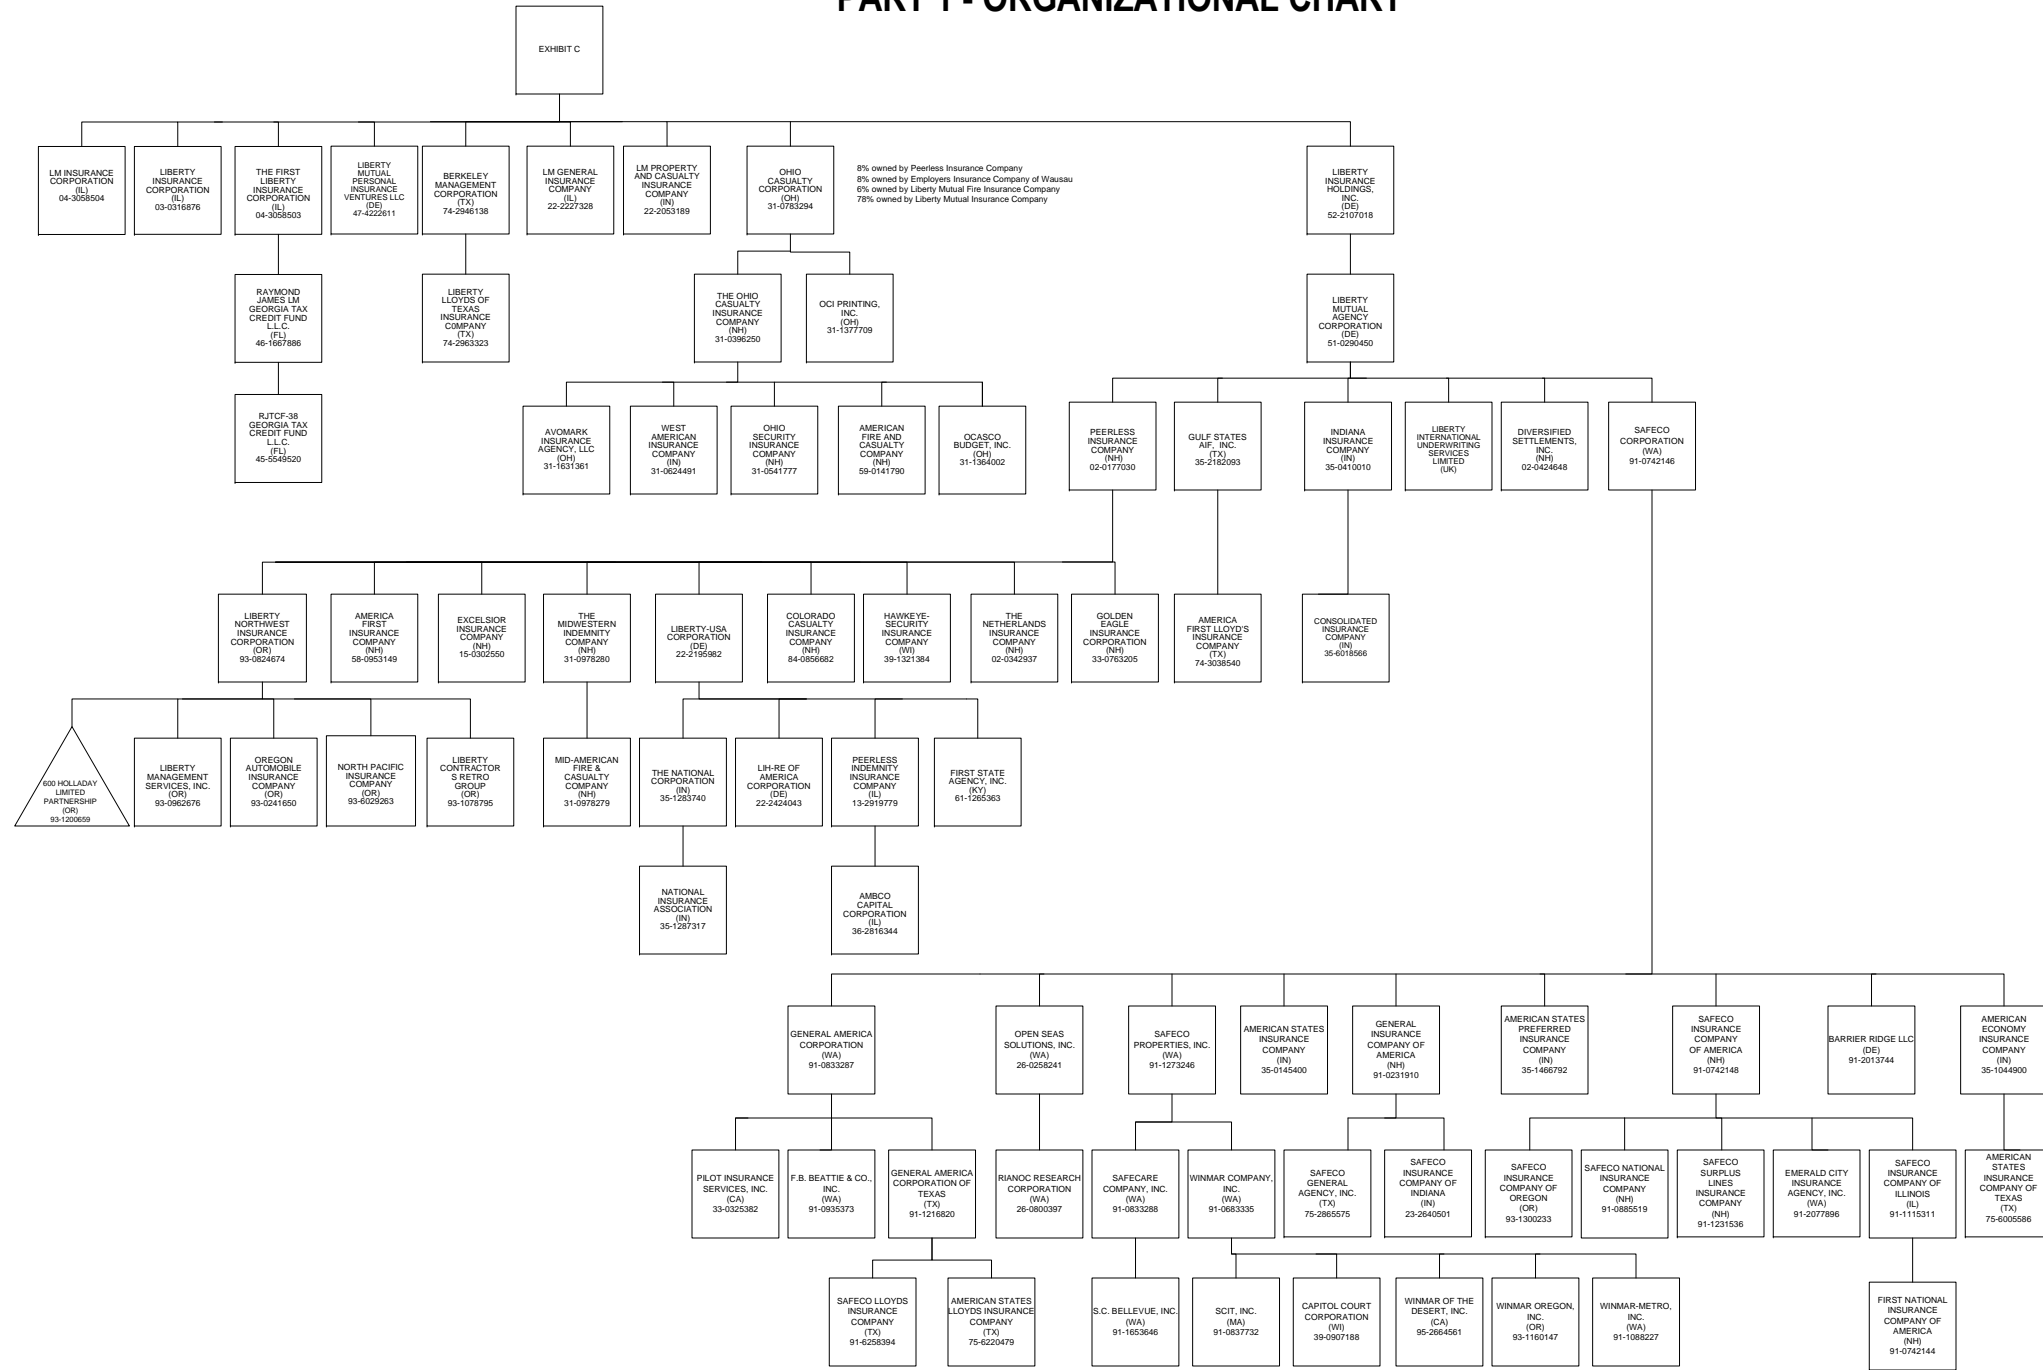 PART 1 - ORGANIZATIONAL CHART
EXHIBIT C
LM INSURANCE
CORPORATION
(IL)
04-3058504
LIBERTY
INSURANCE
CORPORATION
(IL)
03-0316876
THE FIRST
LIBERTY
INSURANCE
CORPORATION
(IL)
04-3058503
LIBERTY
MUTUAL
PERSONAL
INSURANCE
VENTURES LLC
(DE)
47-4222611
BERKELEY
MANAGEMENT
CORPORATION
(TX)
74-2946138
LM GENERAL
INSURANCE
COMPANY
(IL)
22-2227328
LM PROPERTY
AND CASUALTY
INSURANCE
COMPANY
(IN)
22-2053189
OHIO
CASUALTY
CORPORATION
(OH)
31-0783294
8% owned by Peerless Insurance Company
8% owned by Employers Insurance Company of Wausau
6% owned by Liberty Mutual Fire Insurance Company
78% owned by Liberty Mutual Insurance Company
LIBERTY
INSURANCE
HOLDINGS,
INC.
(DE)
52-2107018
RAYMOND
JAMES LM
GEORGIA TAX
CREDIT FUND
L.L.C.
(FL)
46-1667886
LIBERTY
LLOYDS OF
TEXAS
INSURANCE
C0MPANY
(TX)
74-2963323
THE OHIO
CASUALTY
INSURANCE
COMPANY
(NH)
31-0396250
OCI PRINTING,
INC.
(OH)
31-1377709
LIBERTY
MUTUAL
AGENCY
CORPORATION
(DE)
51-0290450
RJTCF-38
GEORGIA TAX
CREDIT FUND
L.L.C.
(FL)
45-5549520
AVOMARK
INSURANCE
AGENCY, LLC
(OH)
31-1631361
WEST
AMERICAN
INSURANCE
COMPANY
(IN)
31-0624491
OHIO
SECURITY
INSURANCE
COMPANY
(NH)
31-0541777
AMERICAN
FIRE AND
CASUALTY
COMPANY
(NH)
59-0141790
OCASCO
BUDGET, INC.
(OH)
31-1364002
PEERLESS
INSURANCE
COMPANY
(NH)
02-0177030
GULF STATES
AIF, INC.
(TX)
35-2182093
INDIANA
INSURANCE
COMPANY
(IN)
35-0410010
LIBERTY
INTERNATIONAL
UNDERWRITING
SERVICES
LIMITED
(UK)
DIVERSIFIED
SETTLEMENTS,
INC.
(NH)
02-0424648
SAFECO
CORPORATION
(WA)
91-0742146
LIBERTY
NORTHWEST
INSURANCE
CORPORATION
(OR)
93-0824674
AMERICA
FIRST
INSURANCE
COMPANY
(NH)
58-0953149
EXCELSIOR
INSURANCE
COMPANY
(NH)
15-0302550
THE
MIDWESTERN
INDEMNITY
COMPANY
(NH)
31-0978280
LIBERTY-USA
CORPORATION
(DE)
22-2195982
COLORADO
CASUALTY
INSURANCE
COMPANY
(NH)
84-0856682
HAWKEYE-
SECURITY
INSURANCE
COMPANY
(WI)
39-1321384
THE
NETHERLANDS
INSURANCE
COMPANY
(NH)
02-0342937
GOLDEN
EAGLE
INSURANCE
CORPORATION
(NH)
33-0763205
AMERICA
FIRST LLOYD'S
INSURANCE
COMPANY
(TX)
74-3038540
CONSOLIDATED
INSURANCE
COMPANY
(IN)
35-6018566
600 HOLLADAY
LIMITED
PARTNERSHIP
(OR)
93-1200659
LIBERTY
MANAGEMENT
SERVICES, INC.
(OR)
93-0962676
OREGON
AUTOMOBILE
INSURANCE
COMPANY
(OR)
93-0241650
NORTH PACIFIC
INSURANCE
COMPANY
(OR)
93-6029263
LIBERTY
CONTRACTOR
S RETRO
GROUP
(OR)
93-1078795
MID-AMERICAN
FIRE &
CASUALTY
COMPANY
(NH)
31-0978279
THE NATIONAL
CORPORATION
(IN)
35-1283740
LIH-RE OF
AMERICA
CORPORATION
(DE)
22-2424043
PEERLESS
INDEMNITY
INSURANCE
COMPANY
(IL)
13-2919779
FIRST STATE
AGENCY, INC.
(KY)
61-1265363
NATIONAL
INSURANCE
ASSOCIATION
(IN)
35-1287317
AMBCO
CAPITAL
CORPORATION
(IL)
36-2816344
GENERAL AMERICA
CORPORATION
(WA)
91-0833287
OPEN SEAS
SOLUTIONS, INC.
(WA)
26-0258241
SAFECO
PROPERTIES, INC.
(WA)
91-1273246
AMERICAN STATES
INSURANCE
COMPANY
(IN)
35-0145400
GENERAL
INSURANCE
COMPANY OF
AMERICA
(NH)
91-0231910
AMERICAN STATES
PREFERRED
INSURANCE
COMPANY
(IN)
35-1466792
SAFECO
INSURANCE
COMPANY
OF AMERICA
(NH)
91-0742148
BARRIER RIDGE LLC
(DE)
91-2013744
AMERICAN
ECONOMY
INSURANCE
COMPANY
(IN)
35-1044900
PILOT INSURANCE
SERVICES, INC.
(CA)
33-0325382
F.B. BEATTIE & CO.,
INC.
(WA)
91-0935373
GENERAL AMERICA
CORPORATION OF
TEXAS
(TX)
91-1216820
RIANOC RESEARCH
CORPORATION
(WA)
26-0800397
SAFECARE
COMPANY, INC.
(WA)
91-0833288
WINMAR COMPANY,
INC.
(WA)
91-0683335
SAFECO
GENERAL
AGENCY, INC.
(TX)
75-2865575
SAFECO
INSURANCE
COMPANY OF
INDIANA
(IN)
23-2640501
SAFECO
INSURANCE
COMPANY OF
OREGON
(OR)
93-1300233
SAFECO NATIONAL
INSURANCE
COMPANY
(NH)
91-0885519
SAFECO
SURPLUS
LINES
INSURANCE
COMPANY
(NH)
91-1231536
EMERALD CITY
INSURANCE
AGENCY, INC.
(WA)
91-2077896
SAFECO
INSURANCE
COMPANY OF
ILLINOIS
(IL)
91-1115311
AMERICAN
STATES
INSURANCE
COMPANY OF
TEXAS
(TX)
75-6005586
SAFECO LLOYDS
INSURANCE
COMPANY
(TX)
91-6258394
AMERICAN STATES
LLOYDS INSURANCE
COMPANY
(TX)
75-6220479
S.C. BELLEVUE, INC.
(WA)
91-1653646
SCIT, INC.
(MA)
91-0837732
CAPITOL COURT
CORPORATION
(WI)
39-0907188
WINMAR OF THE
DESERT, INC.
(CA)
95-2664561
WINMAR OREGON,
INC.
(OR)
93-1160147
WINMAR-METRO,
INC.
(WA)
91-1088227
FIRST NATIONAL
INSURANCE
COMPANY OF
AMERICA
(NH)
91-0742144